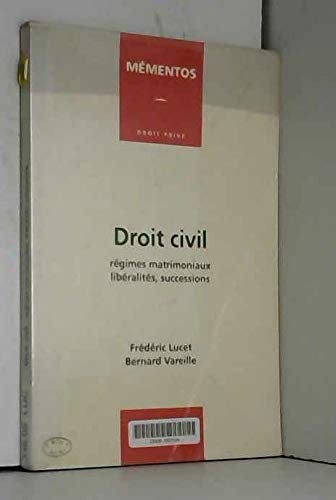 MÉMENTOS
DROIT PRIVÉ
Droit civil
régimes matrimoniaux
libéralités, successions
Frédéric Lucet
Bernard Vareille